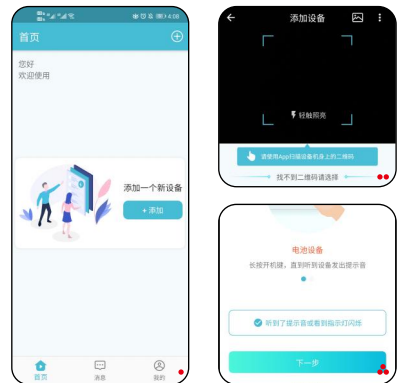 4:08
首页
您好
欢迎使用
添加一个新设备
+ 添加
首页
消息
我的
添加设备
轻触照亮
请使用App扫描设备机身上的二维码
找不到二维码请选择
电池设备
长按开机键，直到听到设备发出提示音
听到了提示音或看到指示灯闪烁
下一步